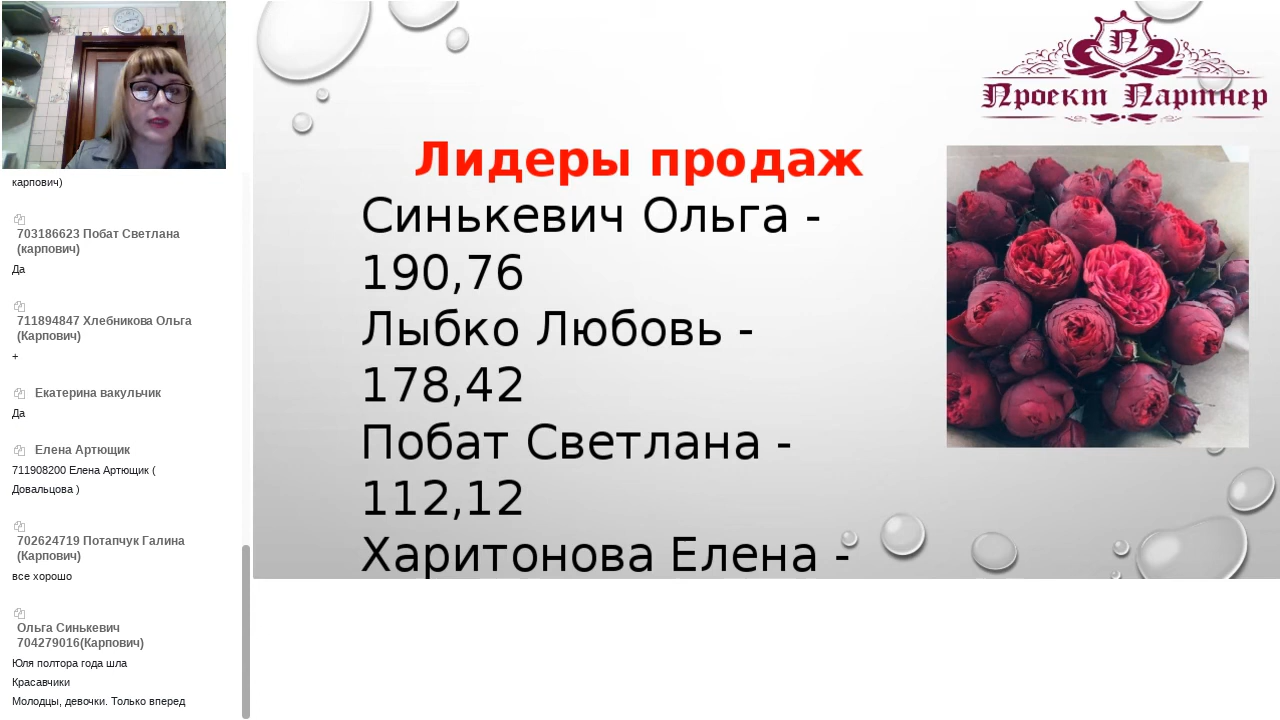 карпович)
703186623 Побат Светлана
(карпович)
Да
711894847 Хлебникова Ольга
(Карпович)
+
Екатерина вакульчик
Да
Елена Артющик
711908200 Елена Артющик (
Довальцова )
702624719 Потапчук Галина
(Карпович)
все хорошо
Ольга Синькевич
704279016(Карпович)
Юля полтора года шла
Красавчики
Молодцы, девочки. Только вперед
П
Проект Партнер
Лидеры продаж
Синькевич Ольга -
190,76
Лыбко Любовь -
178,42
Побат Светлана -
112,12
Харитонова Елена -